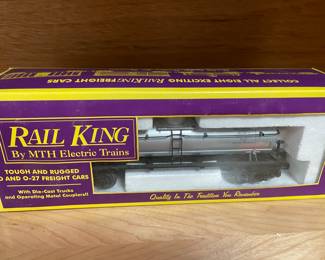 COLLECT ALL EIGHT EXCITING RAILKING FREIGHT CARS
RAIL KING
By MTH Electric Trains
TOUGH AND RUGGED
O AND O-27 FREIGHT CARS
With Die-Cast Trucks
and Operating Metal Couplers!!
Quality In The Tradition You Remember